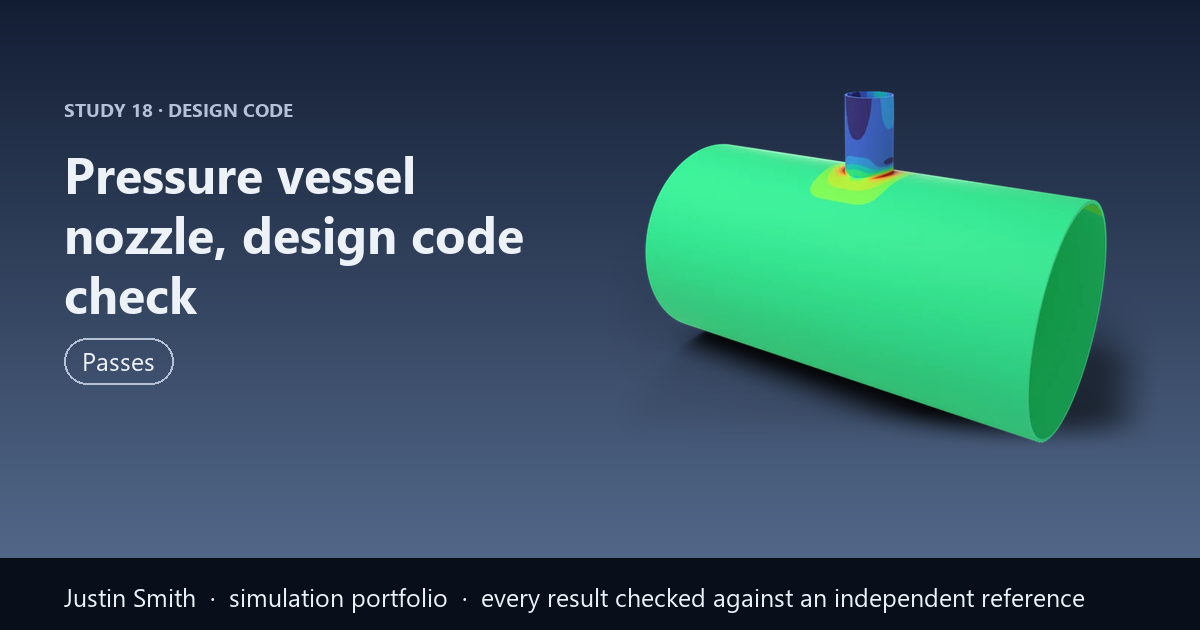 STUDY 18 · DESIGN CODE
Pressure vessel
nozzle, design code
check
Passes
Justin Smith · simulation portfolio · every result checked against an independent reference